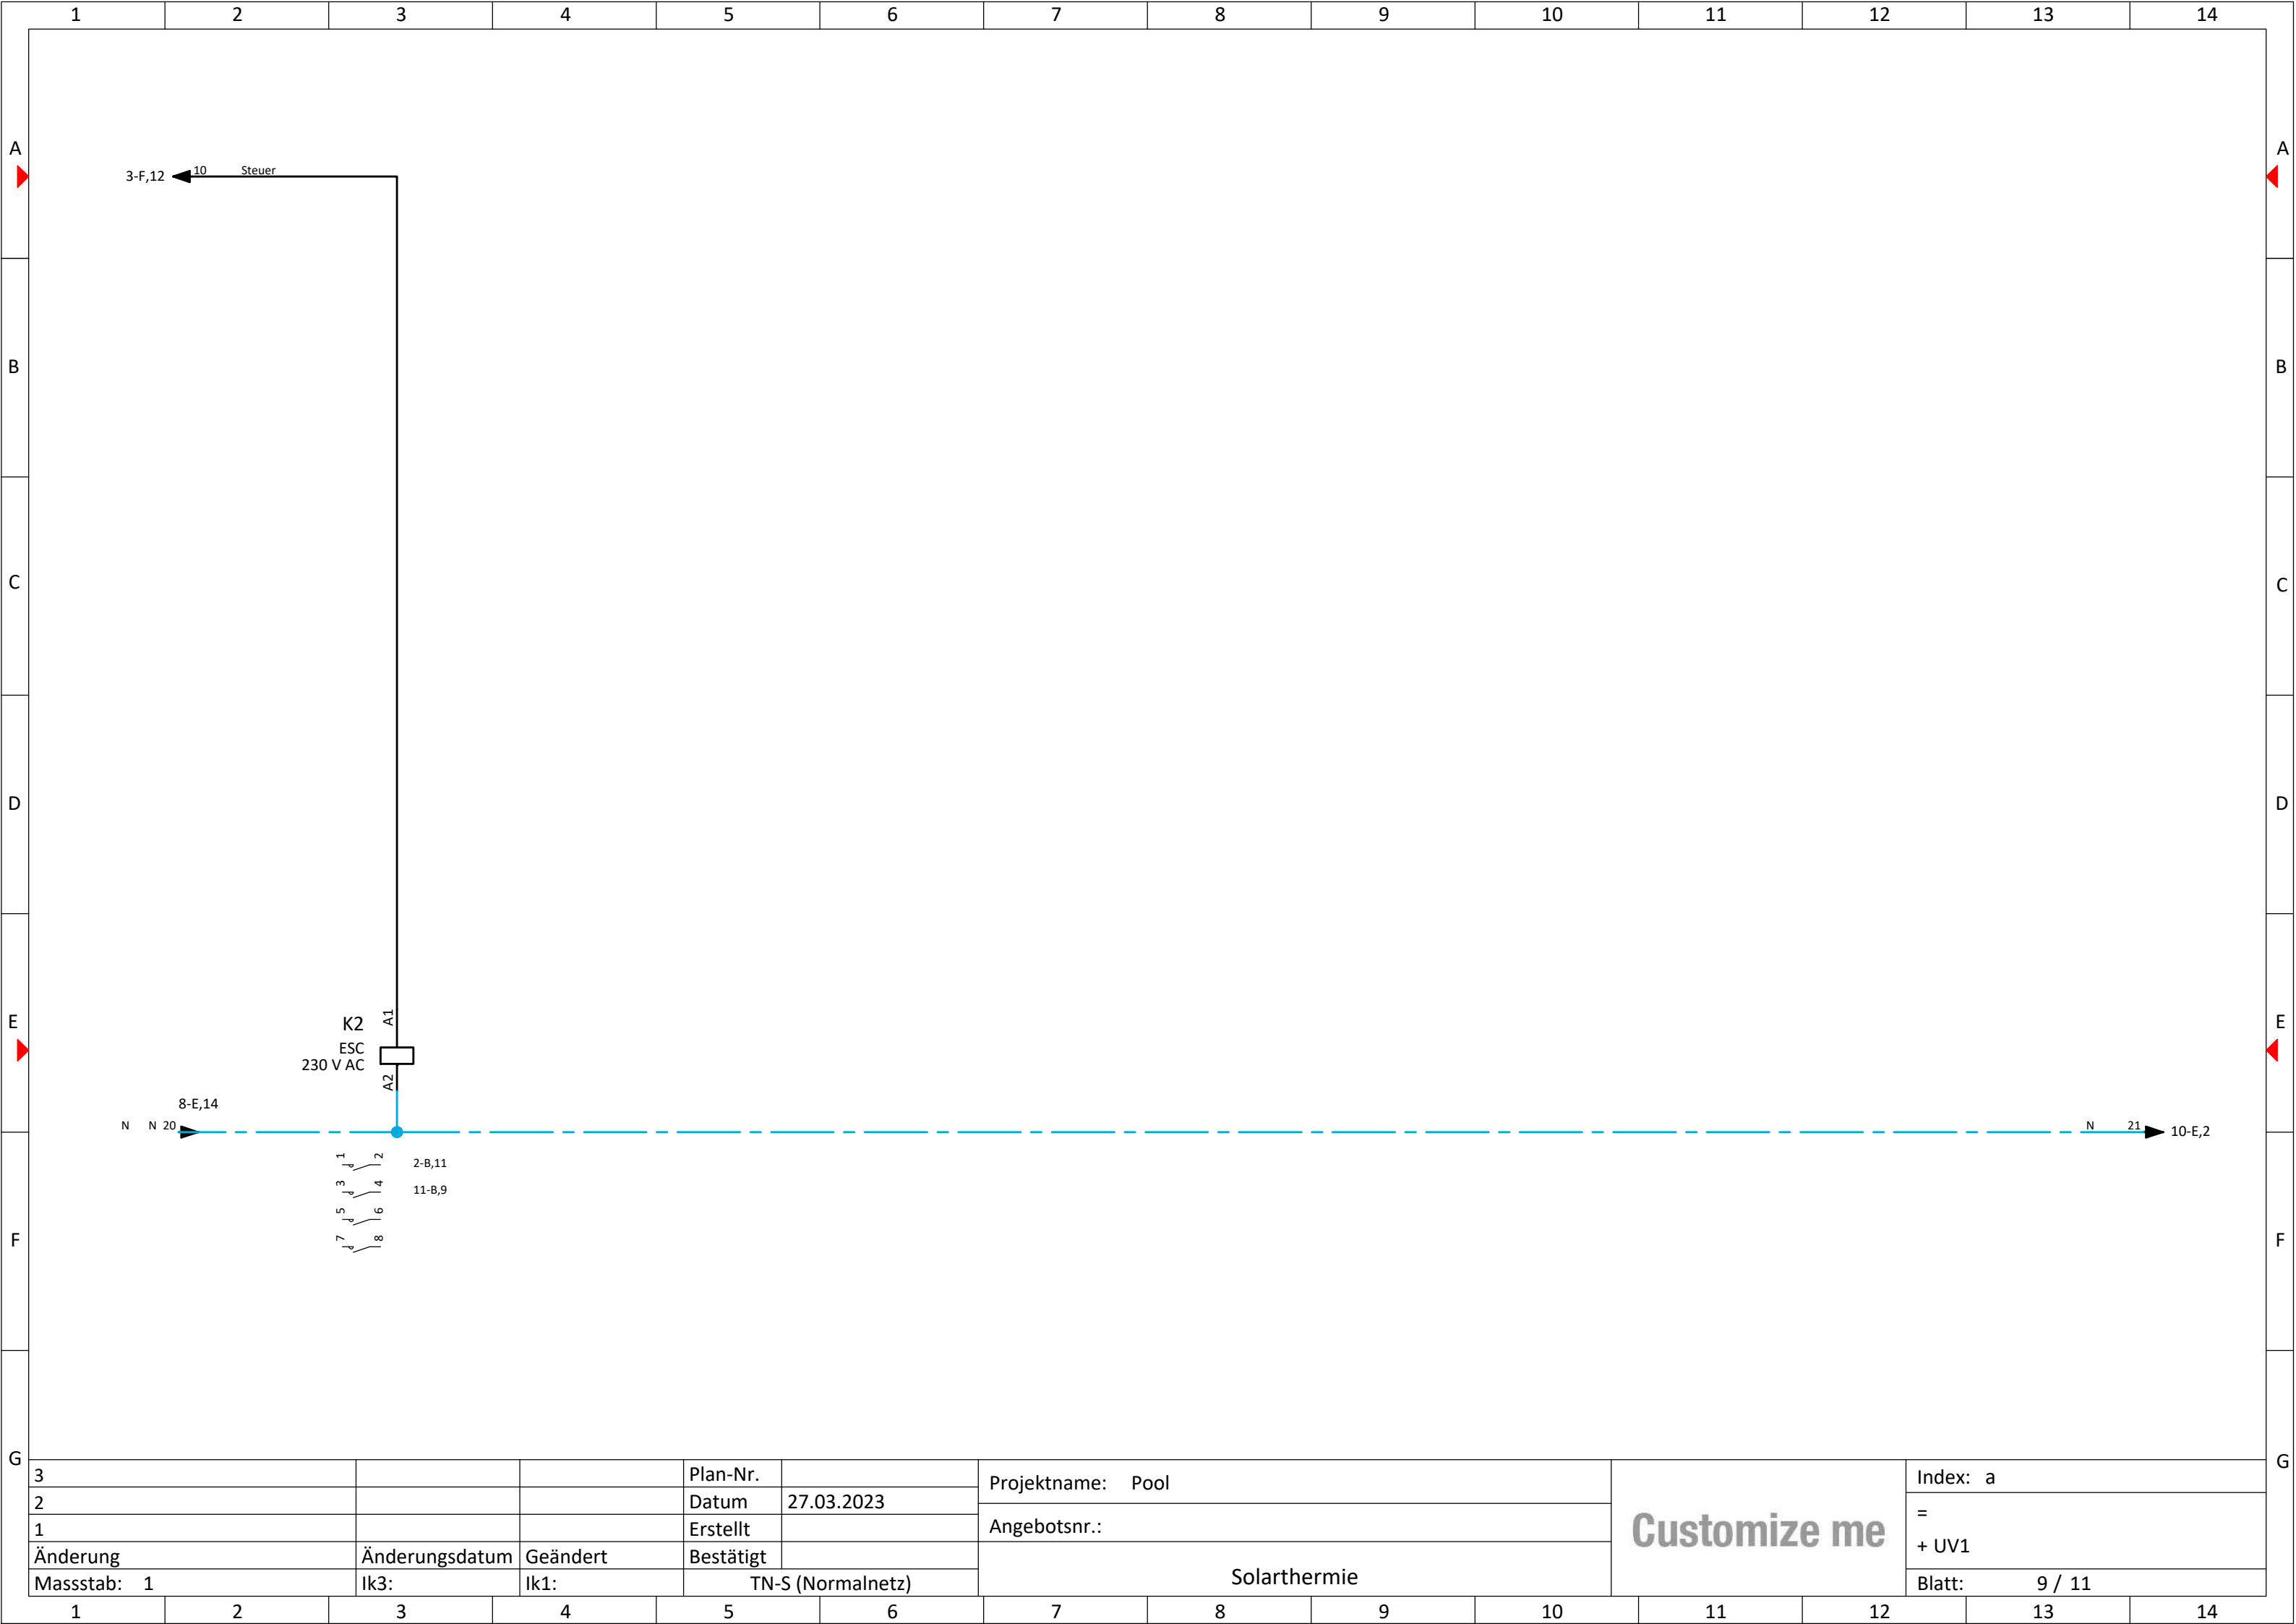 1 2 3 4 5 6 7 8 9 10 11 12 13 14
A A
3-F,12 10 Steuer
B B
C C
D D
E E
K2 A1
ESC
230 V AC
A2
8-E,14
N N 20 N 21 10-E,2
1 2 2-B,11
3 4 11-B,9
5 6
7 8
F F
G G
3 Plan-Nr. Projektname: Pool Index: a
2 Datum 27.03.2023
1 Erstellt Angebotsnr.: Customize me =
+ UV1
Änderung Änderungsdatum Geändert Bestätigt Solarthermie
Massstab: 1 Ik3: Ik1: TN-S (Normalnetz) Blatt: 9 / 11
1 2 3 4 5 6 7 8 9 10 11 12 13 14